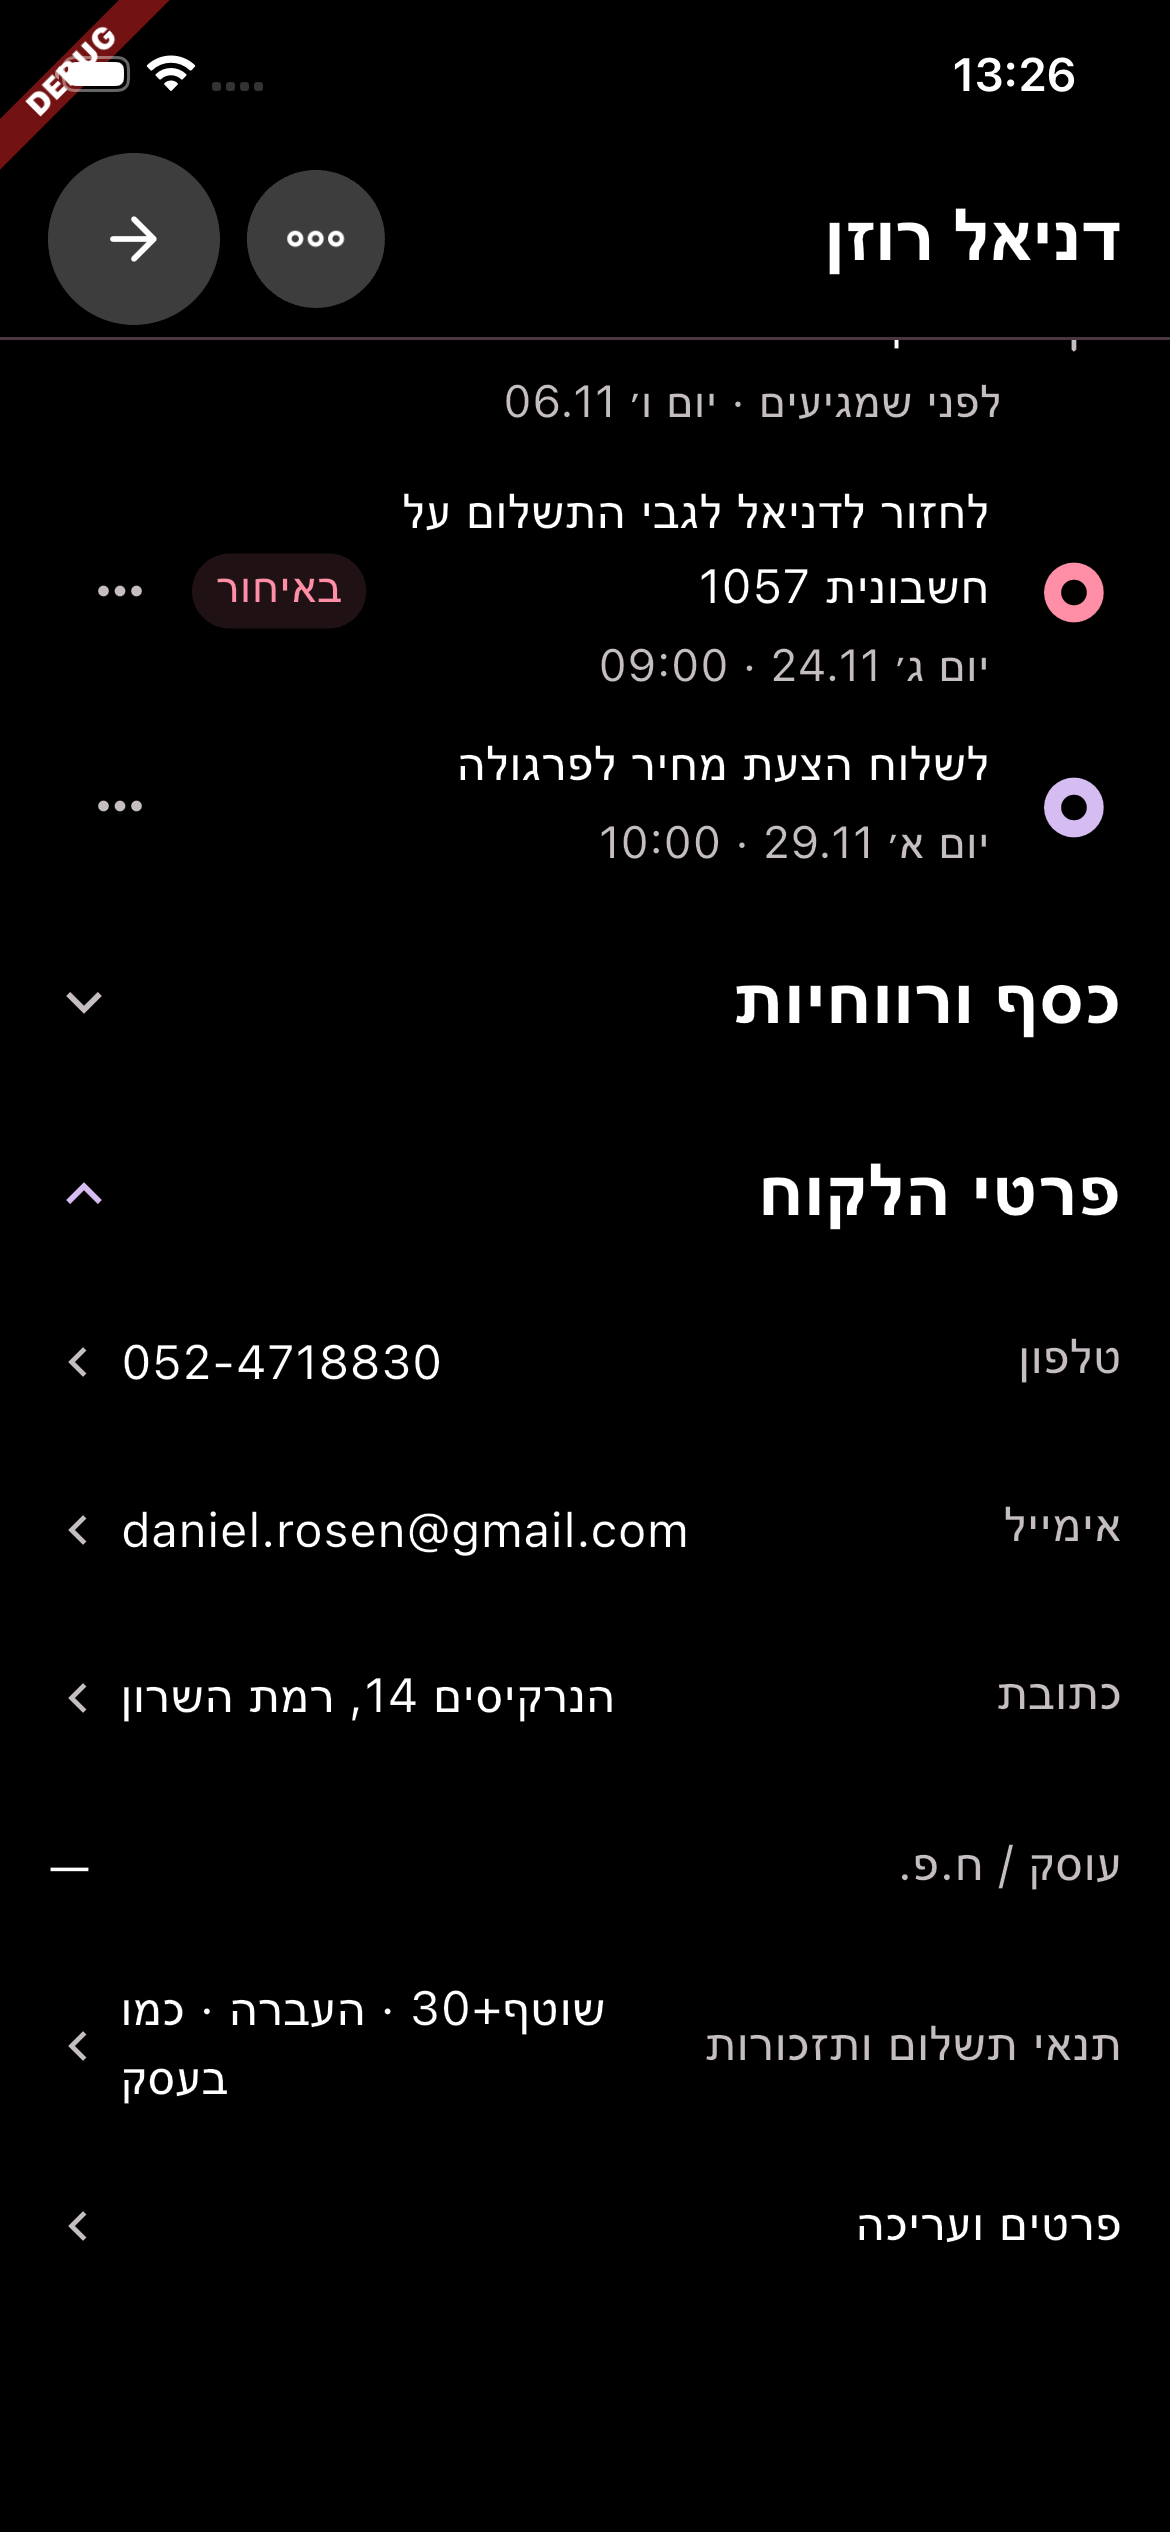 DEBUG
13:26
דניאל רוזן
לפני שמגיעים · יום ו׳ 06.11
לחזור לדניאל לגבי התשלום על
חשבונית 1057
באיחור
יום ג׳ 24.11 · 09:00
לשלוח הצעת מחיר לפרגולה
יום א׳ 29.11 · 10:00
כסף ורווחיות
פרטי הלקוח
טלפון
052-4718830
אימייל
daniel.rosen@gmail.com
כתובת
הנרקיסים 14, רמת השרון
עוסק / ח.פ.
—
תנאי תשלום ותזכורות
שוטף+30 · העברה · כמו
בעסק
פרטים ועריכה